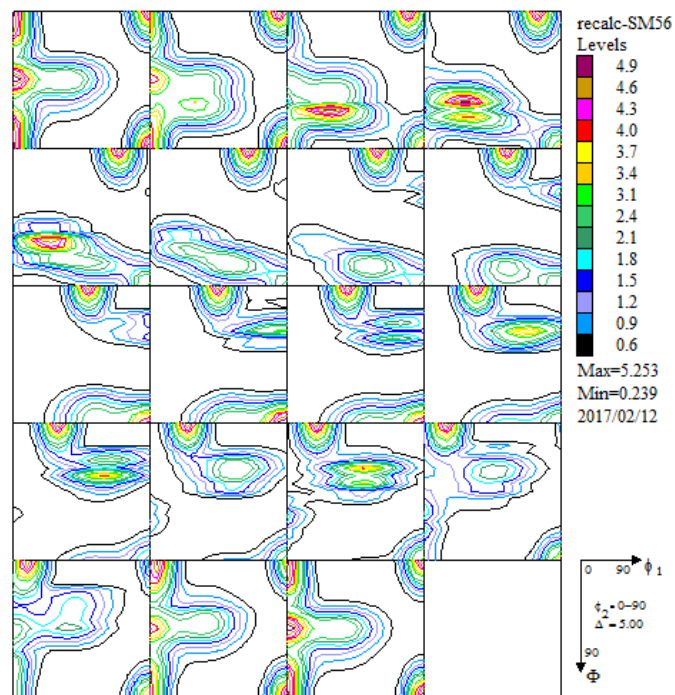 recalc-SM56
Levels
4.9
4.6
4.3
4.0
3.7
3.4
3.1
2.4
2.1
1.8
1.5
1.2
0.9
0.6
Max=5.253
Min=0.239
2017/02/12
0 90 ϕ1
ϕ2=0-90
Δ=5.00
90
Φ